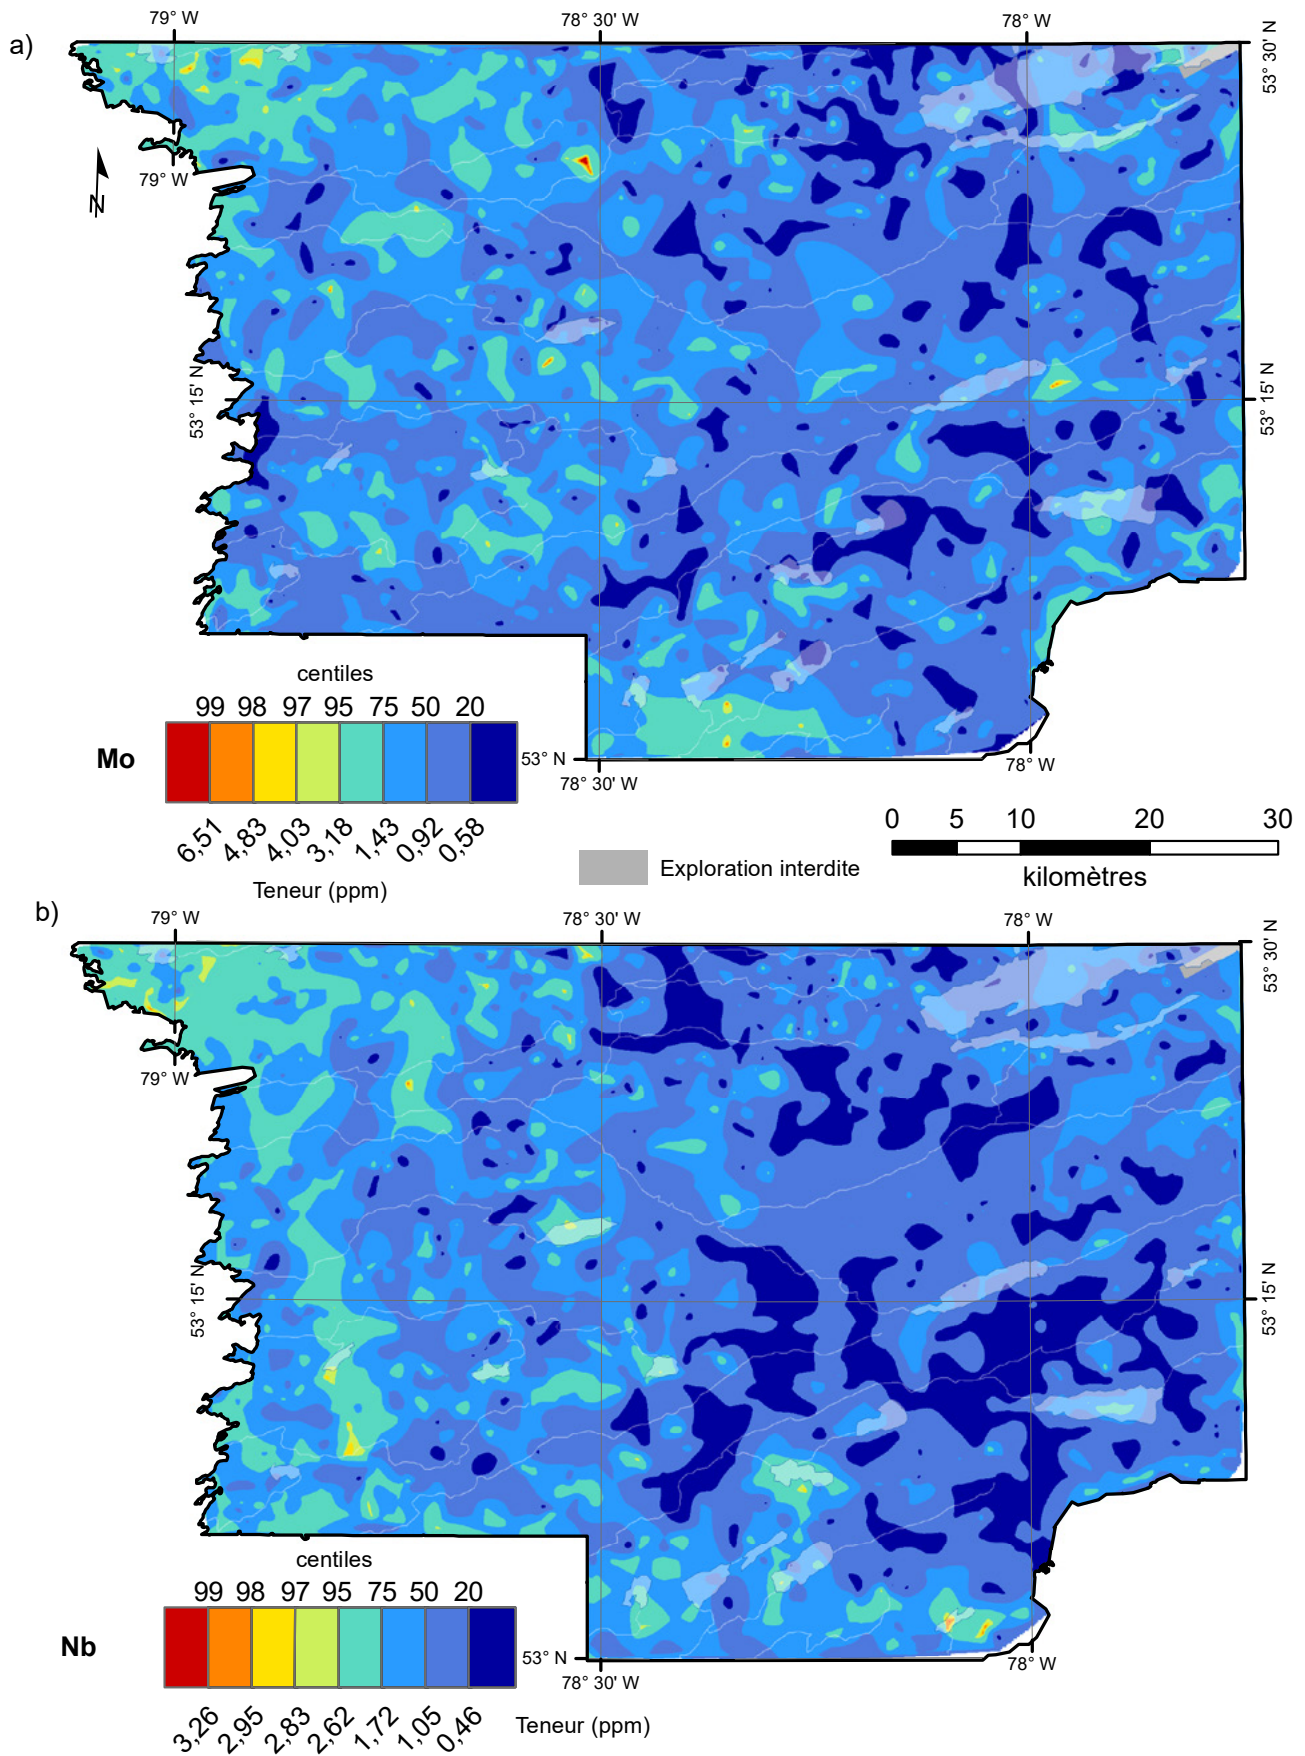 a)
79° W
78° 30' W
78° W
53° 30' N
79° W
N
53° 15' N
53° 15' N
centiles
99 98 97 95 75 50 20
Mo
6,51 4,83 4,03 3,18 1,43 0,92 0,58
Teneur (ppm)
53° N
78° 30' W
78° W
Exploration interdite
0 5 10 20 30
kilomètres
b)
79° W
78° 30' W
78° W
53° 30' N
79° W
53° 15' N
53° 15' N
centiles
99 98 97 95 75 50 20
Nb
3,26 2,95 2,83 2,62 1,72 1,05 0,46
Teneur (ppm)
53° N
78° 30' W
78° W